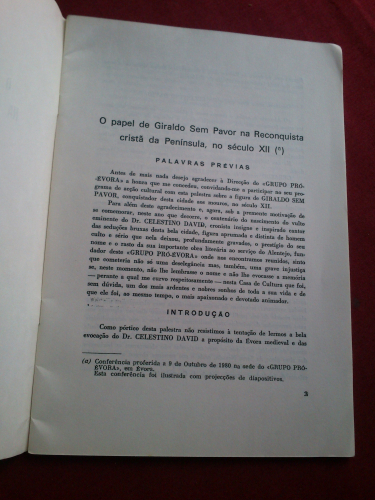 O papel de Giraldo Sem Pavor na Reconquista
cristã da Península, no século XII (*)
PALAVRAS PRÉVIAS
Antes de mais nada desejo agradecer à Direcção do «GRUPO PRÓ-
-ÉVORA» a honra que me concedeu, convidando-me a participar no seu pro-
grama de acção cultural com esta palestra sobre a figura de GIRALDO SEM
PAVOR, conquistador desta cidade aos mouros, no século XII.
Para além deste agradecimento e, agora, sob a premente motivação de
se comemorar, neste ano que decorre, o centenário do nascimento do vulto
eminente do Dr. CELESTINO DAVID, cronista insigne e inspirado cantor
das seduções brunas desta bela cidade, figura aprumada e distinta de homem
culto e sério que nela deixou, profundamente gravados, o prestígio do seu
nome e o rasto da sua importante obra literária ao serviço do Alentejo, fun-
dador deste «GRUPO PRÓ-ÉVORA» onde nos encontramos reunidos, sinto
que cometeria não só uma deselegância mas, também, uma grave injustiça
se, neste momento, não lhe lembrasse o nome e não lhe evocasse a memória
— perante a qual me curvo respeitosamente — nesta Casa de Cultura que foi,
sem dúvida, um dos mais ardentes e nobres sonhos de toda a sua vida e de
que ele foi, ao mesmo tempo, o mais apaixonado e devotado animador.
INTRODUÇÃO
Como pórtico desta palestra não resistimos à tentação de lermos a bela
evocação do Dr. CELESTINO DAVID a propósito da Évora medieval e das
(a) Conferência proferida a 9 de Outubro de 1980 na sede do «GRUPO PRÓ-
-ÉVORA», em Évora.
Esta conferência foi ilustrada com projecções de diapositivos.
3